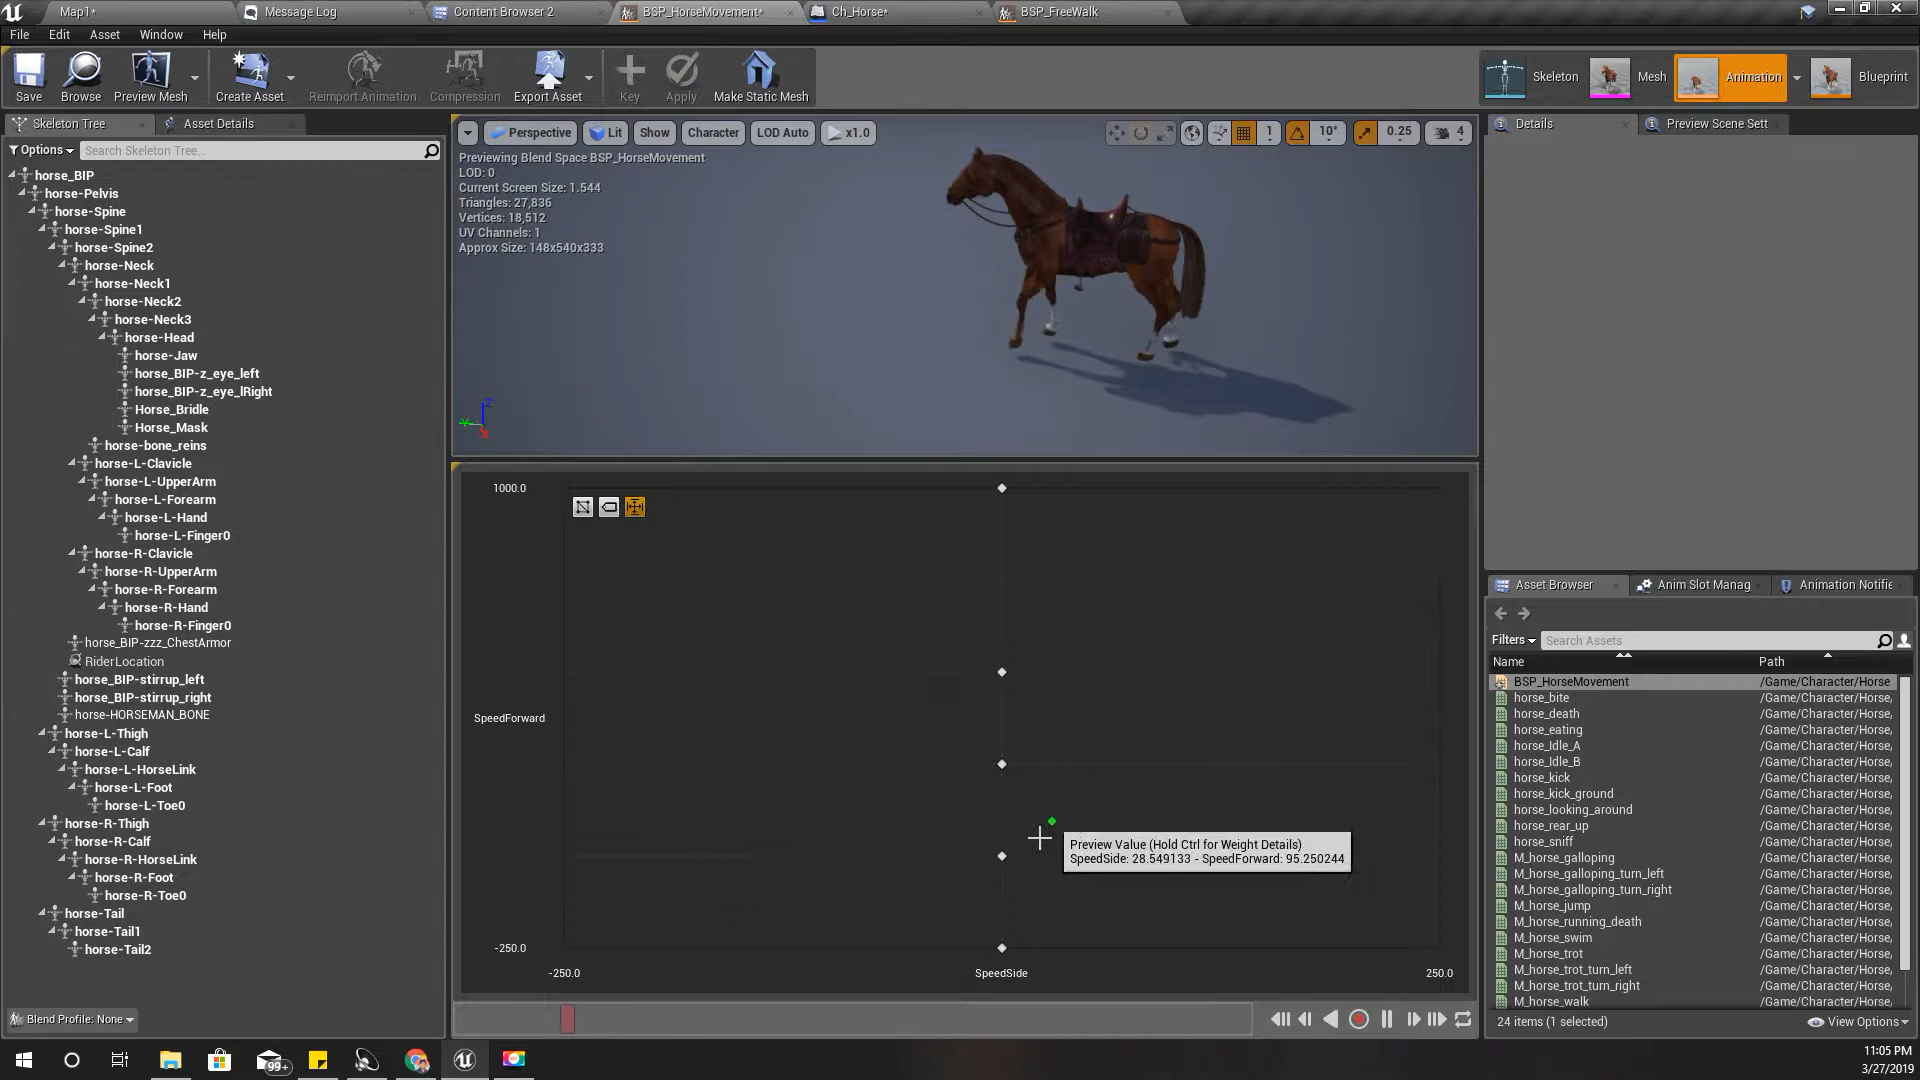 Map1*
Message Log
Content Browser 2
BSP_HorseMovement*
Ch_Horse*
BSP_FreeWalk
File Edit Asset Window Help
Save
Browse
Preview Mesh
Create Asset
Reimport Animation
Compression
Export Asset
Key
Apply
Make Static Mesh
Skeleton
Mesh
Animation
Blueprint
Skeleton Tree
Asset Details
Options
Search Skeleton Tree...
horse_BIP
horse-Pelvis
horse-Spine
horse-Spine1
horse-Spine2
horse-Neck
horse-Neck1
horse-Neck2
horse-Neck3
horse-Head
horse-Jaw
horse_BIP-z_eye_left
horse_BIP-z_eye_lRight
Horse_Bridle
Horse_Mask
horse-bone_reins
horse-L-Clavicle
horse-L-UpperArm
horse-L-Forearm
horse-L-Hand
horse-L-Finger0
horse-R-Clavicle
horse-R-UpperArm
horse-R-Forearm
horse-R-Hand
horse-R-Finger0
horse_BIP-zzz_ChestArmor
RiderLocation
horse_BIP-stirrup_left
horse_BIP-stirrup_right
horse-HORSEMAN_BONE
horse-L-Thigh
horse-L-Calf
horse-L-HorseLink
horse-L-Foot
horse-L-Toe0
horse-R-Thigh
horse-R-Calf
horse-R-HorseLink
horse-R-Foot
horse-R-Toe0
horse-Tail
horse-Tail1
horse-Tail2
Blend Profile: None
Perspective
Lit
Show
Character
LOD Auto
x1.0
1
10°
0.25
4
Previewing Blend Space BSP_HorseMovement
LOD: 0
Current Screen Size: 1.544
Triangles: 27,836
Vertices: 18,512
UV Channels: 1
Approx Size: 148x540x333
Z
Y
X
1000.0
SpeedForward
-250.0
-250.0
SpeedSide
250.0
Preview Value (Hold Ctrl for Weight Details)
SpeedSide: 28.549133 - SpeedForward: 95.250244
Details
Preview Scene Sett
Asset Browser
Anim Slot Manag
Animation Notifie
Filters
Search Assets
Name Path
BSP_HorseMovement /Game/Character/Horse
horse_bite /Game/Character/Horse,
horse_death /Game/Character/Horse,
horse_eating /Game/Character/Horse,
horse_Idle_A /Game/Character/Horse,
horse_Idle_B /Game/Character/Horse,
horse_kick /Game/Character/Horse,
horse_kick_ground /Game/Character/Horse,
horse_looking_around /Game/Character/Horse,
horse_rear_up /Game/Character/Horse,
horse_sniff /Game/Character/Horse,
M_horse_galloping /Game/Character/Horse,
M_horse_galloping_turn_left /Game/Character/Horse,
M_horse_galloping_turn_right /Game/Character/Horse,
M_horse_jump /Game/Character/Horse,
M_horse_running_death /Game/Character/Horse,
M_horse_swim /Game/Character/Horse,
M_horse_trot /Game/Character/Horse,
M_horse_trot_turn_left /Game/Character/Horse,
M_horse_trot_turn_right /Game/Character/Horse,
M_horse_walk /Game/Character/Horse,
24 items (1 selected)
View Options
99+
11:05 PM
3/27/2019